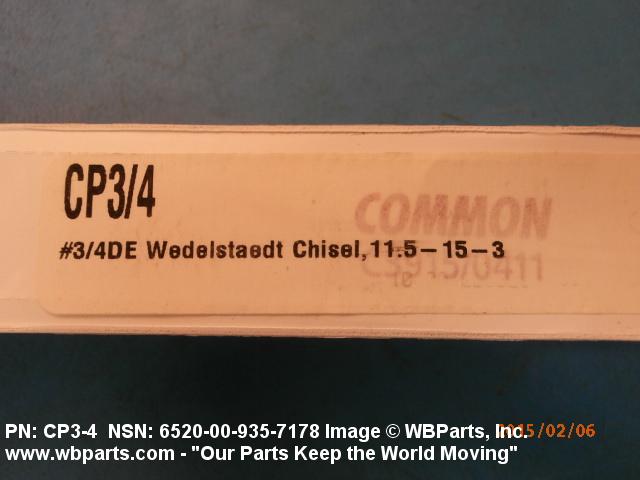 CP3/4
COMMON
#3/4DE Wedelstaedt Chisel,11.5-15-3
PN: CP3-4 NSN: 6520-00-935-7178 Image © WBParts, Inc.
2015/02/06
www.wbparts.com - "Our Parts Keep the World Moving"